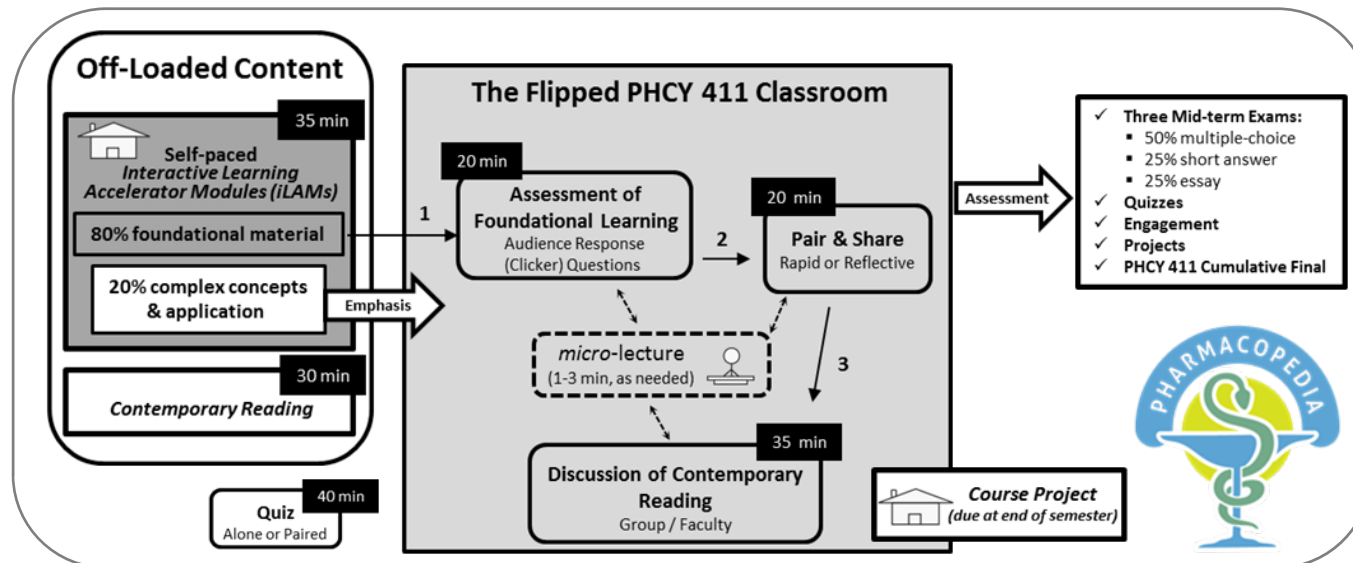 Off-Loaded Content
35 min
Self-paced
Interactive Learning
Accelerator Modules (iLAMs)
80% foundational material
20% complex concepts
& application
30 min
Contemporary Reading
40 min
Quiz
Alone or Paired
1
Emphasis
The Flipped PHCY 411 Classroom
20 min
Assessment of
Foundational Learning
Audience Response
(Clicker) Questions
2
20 min
Pair & Share
Rapid or Reflective
micro-lecture
(1-3 min, as needed)
3
35 min
Discussion of Contemporary
Reading
Group / Faculty
Assessment
✓ Three Mid-term Exams:
▪ 50% multiple-choice
▪ 25% short answer
▪ 25% essay
✓ Quizzes
✓ Engagement
✓ Projects
✓ PHCY 411 Cumulative Final
Course Project
(due at end of semester)
PHARMACOPEDIA